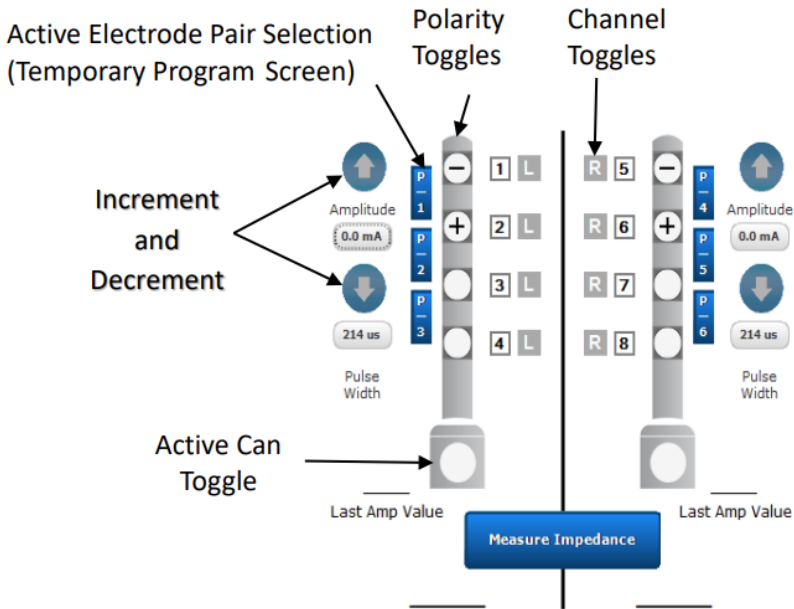 Active Electrode Pair Selection
(Temporary Program Screen)
Polarity
Toggles
Channel
Toggles
Increment
and
Decrement
Active Can
Toggle
Amplitude
0.0 mA
214 us
Pulse
Width
P
—
1
P
—
2
P
—
3
−
+
1 L
2 L
3 L
4 L
R 5
R 6
R 7
R 8
−
+
P
—
4
P
—
5
P
—
6
Amplitude
0.0 mA
214 us
Pulse
Width
Last Amp Value
Last Amp Value
Measure Impedance